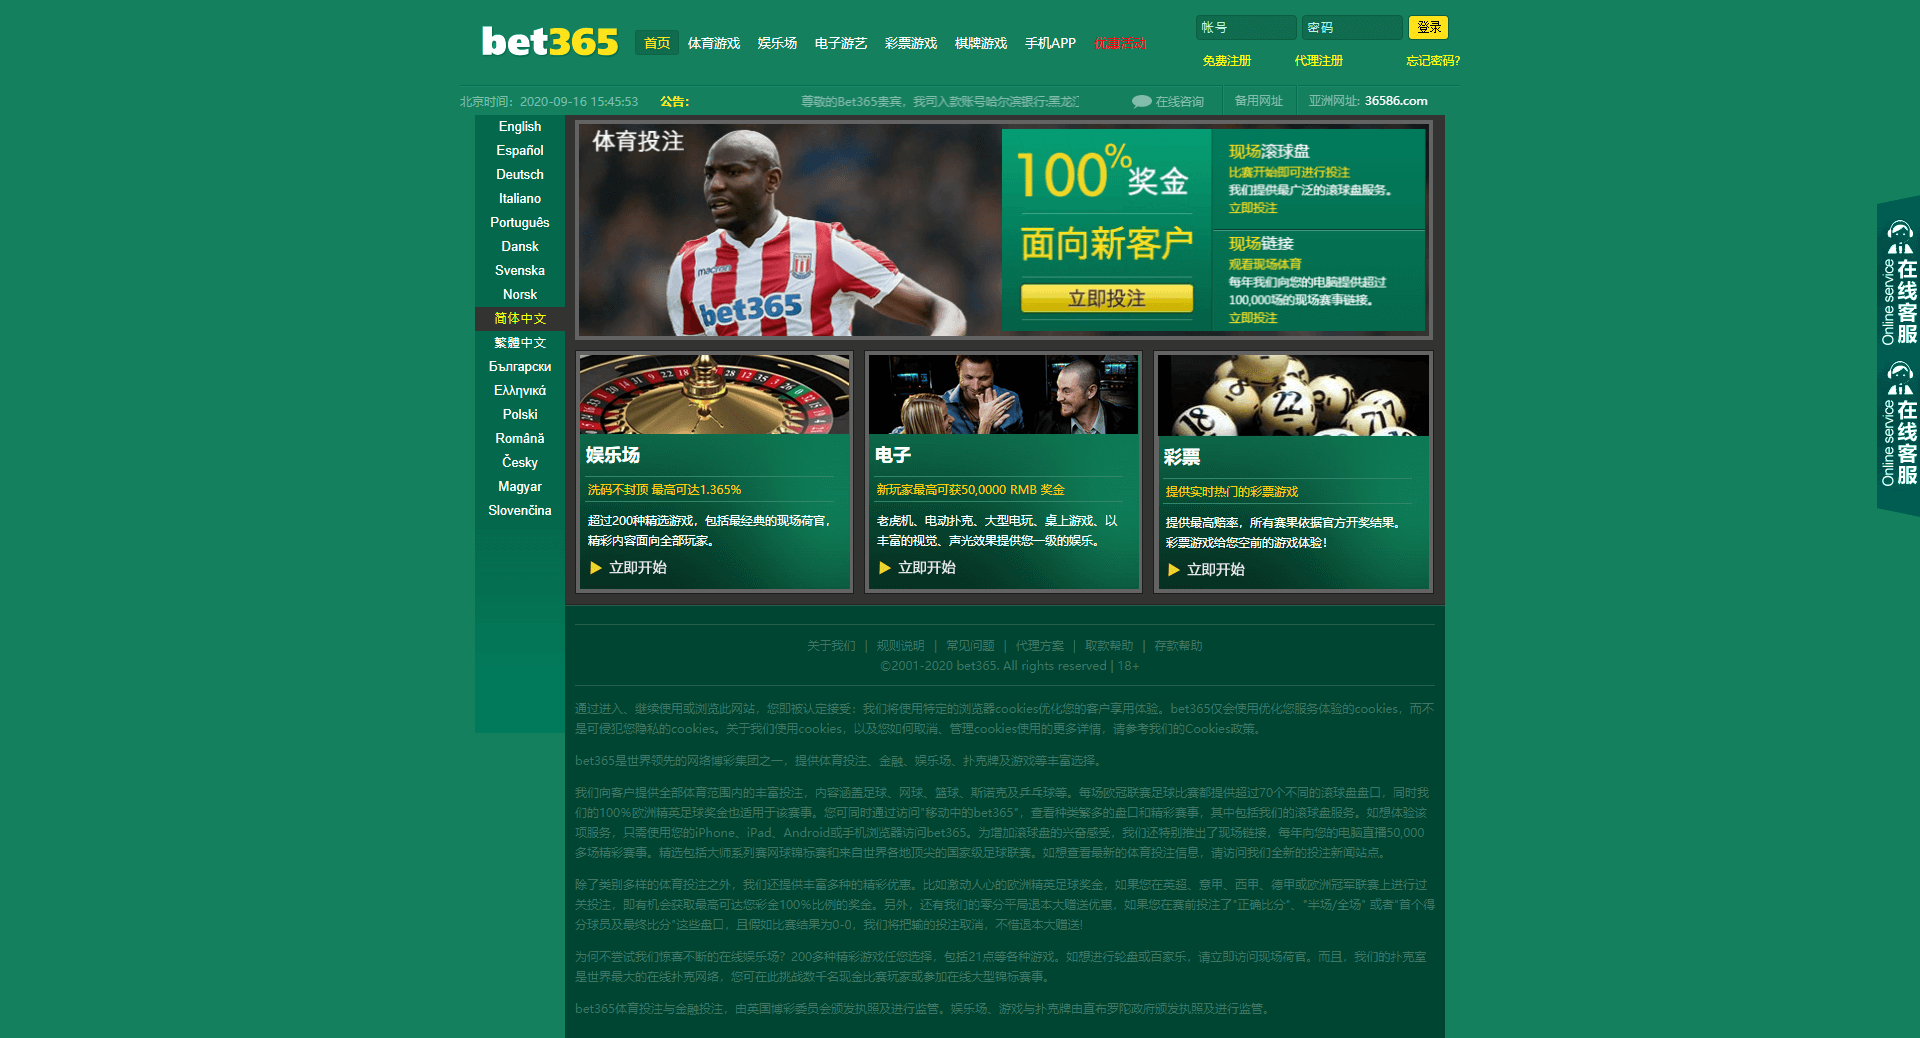 bet365
首页 体育游戏 娱乐场 电子游艺 彩票游戏 棋牌游戏 手机APP 优惠活动
帐号 密码 登录
免费注册 代理注册 忘记密码?
北京时间：2020-09-16 15:45:53 公告：
尊敬的Bet365贵宾，我司入款账号哈尔滨银行:黑龙江
在线咨询 备用网址 亚洲网址: 36586.com
English
Español
Deutsch
Italiano
Português
Dansk
Svenska
Norsk
简体中文
繁體中文
Български
Ελληνικά
Polski
Română
Česky
Magyar
Slovenčina
体育投注
macron
bet365
100%奖金
面向新客户
立即投注
现场滚球盘
比赛开始即可进行投注
我们提供最广泛的滚球盘服务。
立即投注
现场链接
观看现场体育
每年我们向您的电脑提供超过
100,000场的现场赛事链接。
立即投注
娱乐场
洗码不封顶 最高可达1.365%
超过200种精选游戏，包括最经典的现场荷官，
精彩内容面向全部玩家。
立即开始
电子
新玩家最高可获50,0000 RMB 奖金
老虎机、电动扑克、大型电玩、桌上游戏、以
丰富的视觉、声光效果提供您一级的娱乐。
立即开始
18 22 17
彩票
提供实时热门的彩票游戏
提供最高赔率，所有赛果依据官方开奖结果。
彩票游戏给您空前的游戏体验！
立即开始
Online service 在线客服
Online service 在线客服
关于我们 | 规则说明 | 常见问题 | 代理方案 | 取款帮助 | 存款帮助
©2001-2020 bet365. All rights reserved | 18+
通过进入、继续使用或浏览此网站，您即被认定接受：我们将使用特定的浏览器cookies优化您的客户享用体验。bet365仅会使用优化您服务体验的cookies，而不
是可侵犯您隐私的cookies。关于我们使用cookies，以及您如何取消、管理cookies使用的更多详情，请参考我们的Cookies政策。
bet365是世界领先的网络博彩集团之一，提供体育投注、金融、娱乐场、扑克牌及游戏等丰富选择。
我们向客户提供全部体育范围内的丰富投注，内容涵盖足球、网球、篮球、斯诺克及乒乓球等。每场欧冠联赛足球比赛都提供超过70个不同的滚球盘盘口，同时我
们的100%欧洲精英足球奖金也适用于该赛事。您可同时通过访问"移动中的bet365"，查看种类繁多的盘口和精彩赛事，其中包括我们的滚球盘服务。如想体验该
项服务，只需使用您的iPhone、iPad、Android或手机浏览器访问bet365。为增加滚球盘的兴奋感受，我们还特别推出了现场链接，每年向您的电脑直播50,000
多场精彩赛事。精选包括大师系列赛网球锦标赛和来自世界各地顶尖的国家级足球联赛。如想查看最新的体育投注信息，请访问我们全新的投注新闻站点。
除了类别多样的体育投注之外，我们还提供丰富多种的精彩优惠。比如激动人心的欧洲精英足球奖金，如果您在英超、意甲、西甲、德甲或欧洲冠军联赛上进行过
关投注，即有机会获取最高可达您彩金100%比例的奖金。另外，还有我们的零分平局退本大赠送优惠，如果您在赛前投注了"正确比分"、"半场/全场" 或者"首个得
分球员及最终比分"这些盘口，且假如比赛结果为0-0，我们将把输的投注取消，不惜退本大赠送!
为何不尝试我们惊喜不断的在线娱乐场？200多种精彩游戏任您选择，包括21点等各种游戏。如想进行轮盘或百家乐，请立即访问现场荷官。而且，我们的扑克室
是世界最大的在线扑克网络，您可在此挑战数千名现金比赛玩家或参加在线大型锦标赛事。
bet365体育投注与金融投注，由英国博彩委员会颁发执照及进行监管。娱乐场、游戏与扑克牌由直布罗陀政府颁发执照及进行监管。